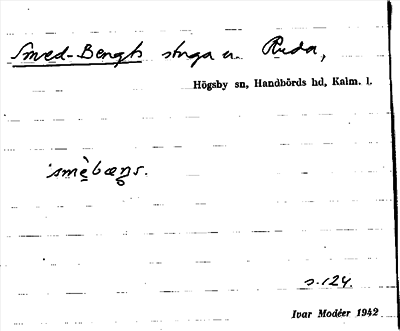 Smed-Bengts stuga u. Ruda,
Högsby sn, Handbörds hd, Kalm. l.
'smèbæŋs.
s. 124.
Ivar Modéer 1942